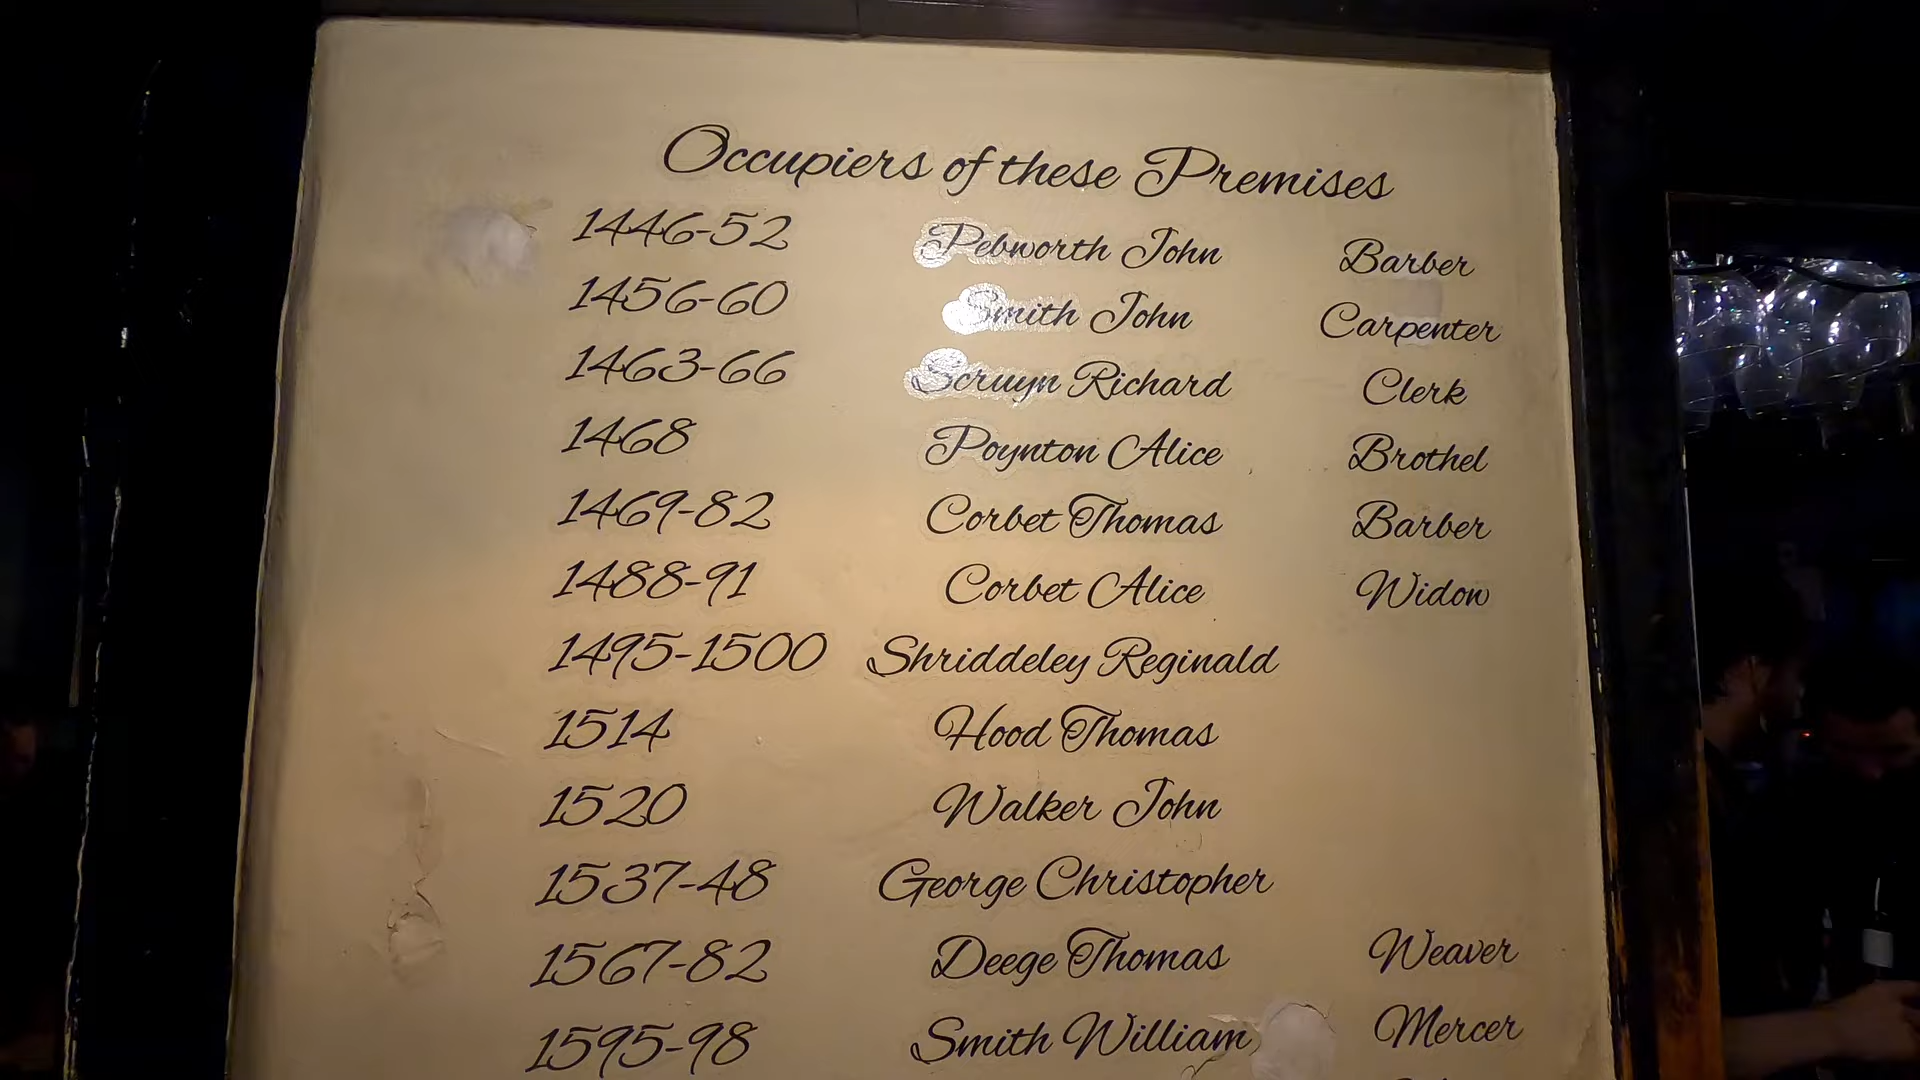 Occupiers of these Premises
1446-52 Pebworth John Barber
1456-60 Smith John Carpenter
1463-66 Scruyn Richard Clerk
1468 Poynton Alice Brothel
1469-82 Corbet Thomas Barber
1488-91 Corbet Alice Widow
1495-1500 Shriddeley Reginald
1514 Hood Thomas
1520 Walker John
1537-48 George Christopher
1567-82 Deege Thomas Weaver
1595-98 Smith William Mercer